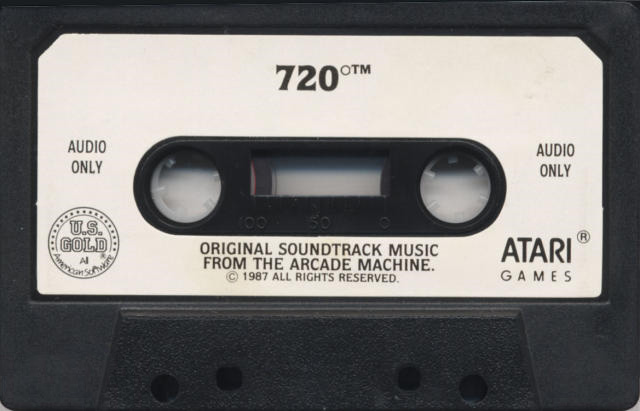 720°™
AUDIO
ONLY
AUDIO
ONLY
100 50 0
U.S.
GOLD®
All
American Software
ORIGINAL SOUNDTRACK MUSIC
FROM THE ARCADE MACHINE.
© 1987 ALL RIGHTS RESERVED.
ATARI®
GAMES